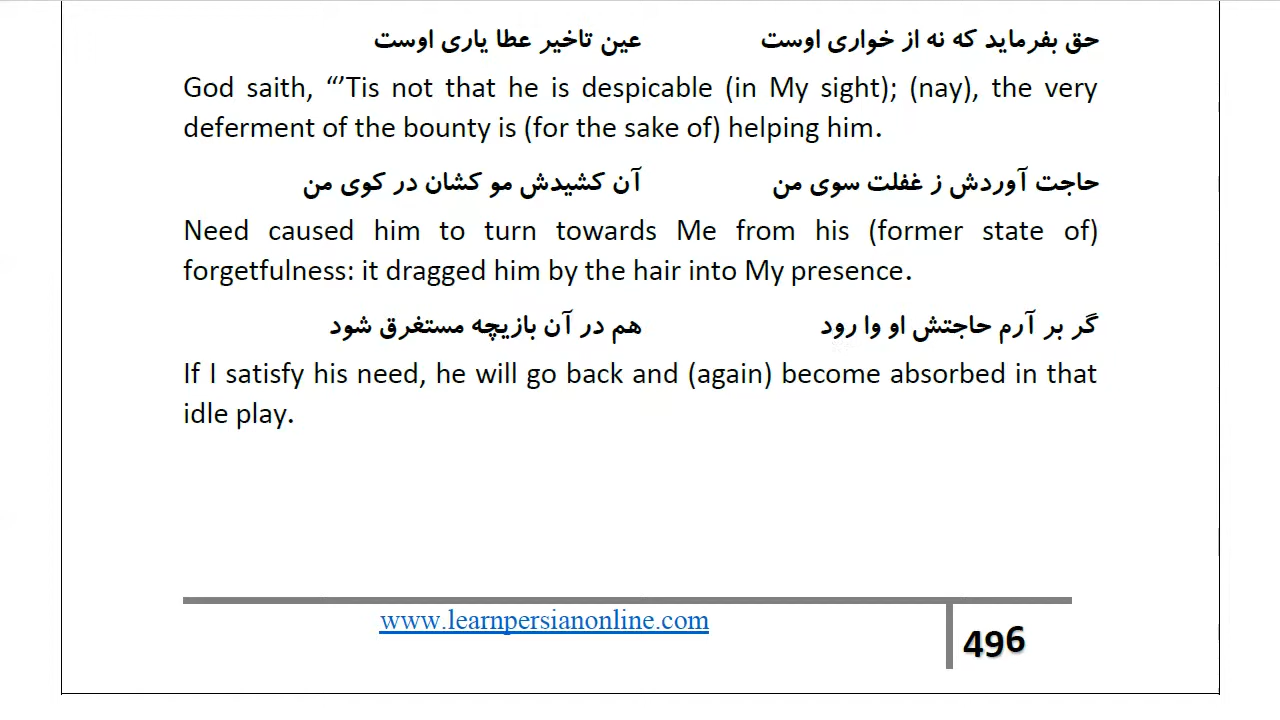 حق بفرماید که نه از خواری اوست عین تاخیر عطا یاری اوست
God saith, “’Tis not that he is despicable (in My sight); (nay), the very
deferment of the bounty is (for the sake of) helping him.
حاجت آوردش ز غفلت سوی من آن کشیدش مو کشان در کوی من
Need caused him to turn towards Me from his (former state of)
forgetfulness: it dragged him by the hair into My presence.
گر بر آرم حاجتش او وا رود هم در آن بازیچه مستغرق شود
If I satisfy his need, he will go back and (again) become absorbed in that
idle play.
www.learnpersianonline.com
496